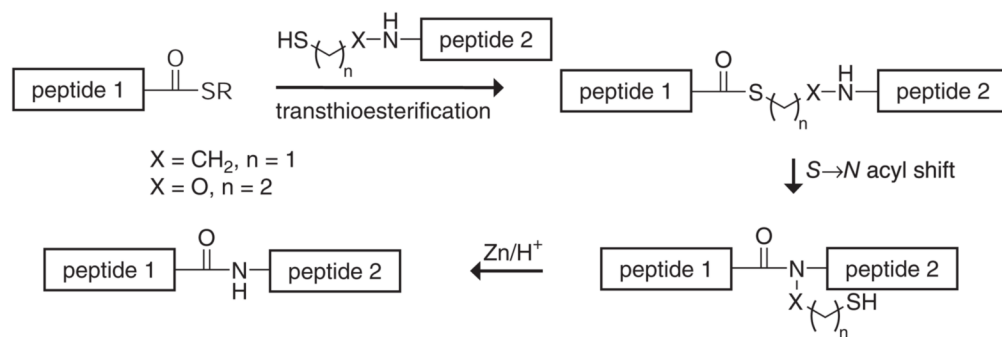 peptide 1
O
SR
HS
n
X
H
N
peptide 2
transthioesterification
peptide 1
O
S
n
X
H
N
peptide 2
X = CH₂, n = 1
X = O, n = 2
S→N acyl shift
peptide 1
O
N
H
peptide 2
Zn/H⁺
peptide 1
O
N
peptide 2
X
n
SH